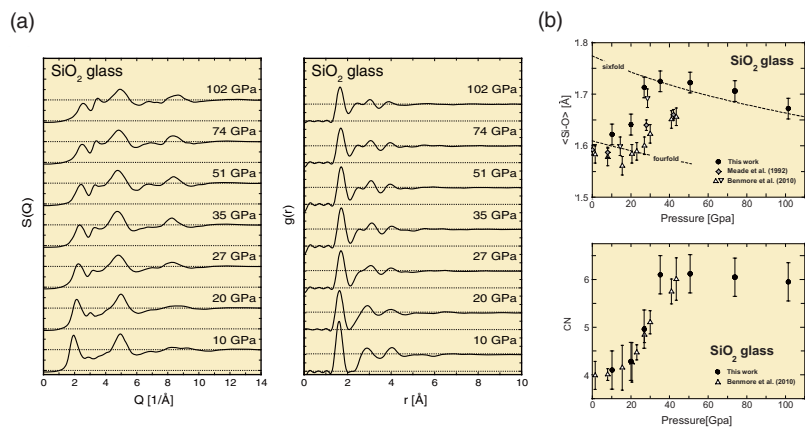 (a)
SiO2 glass
102 GPa
74 GPa
51 GPa
35 GPa
27 GPa
20 GPa
10 GPa
S(Q)
0 2 4 6 8 10 12 14
Q [1/Å]
SiO2 glass
102 GPa
74 GPa
51 GPa
35 GPa
27 GPa
20 GPa
10 GPa
g(r)
0 2 4 6 8 10
r [Å]
(b)
SiO2 glass
1.8
1.7
1.6
1.5
<Si-O> [Å]
sixfold
fourfold
This work
Meade et al. (1992)
Benmore et al. (2010)
0 20 40 60 80 100
Pressure[Gpa]
6
5
4
CN
SiO2 glass
This work
Benmore et al. (2010)
0 20 40 60 80 100
Pressure[Gpa]